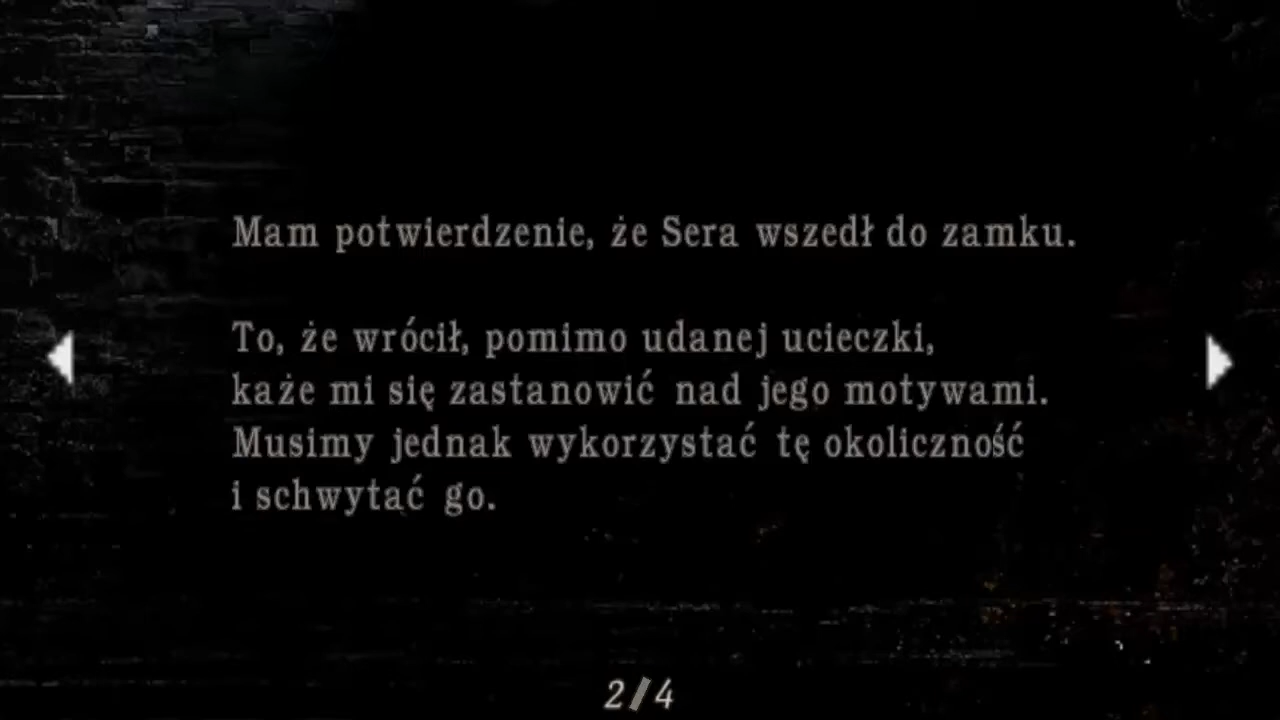 Mam potwierdzenie, że Sera wszedł do zamku.
To, że wrócił, pomimo udanej ucieczki,
każe mi się zastanowić nad jego motywami.
Musimy jednak wykorzystać tę okoliczność
i schwytać go.
2/4